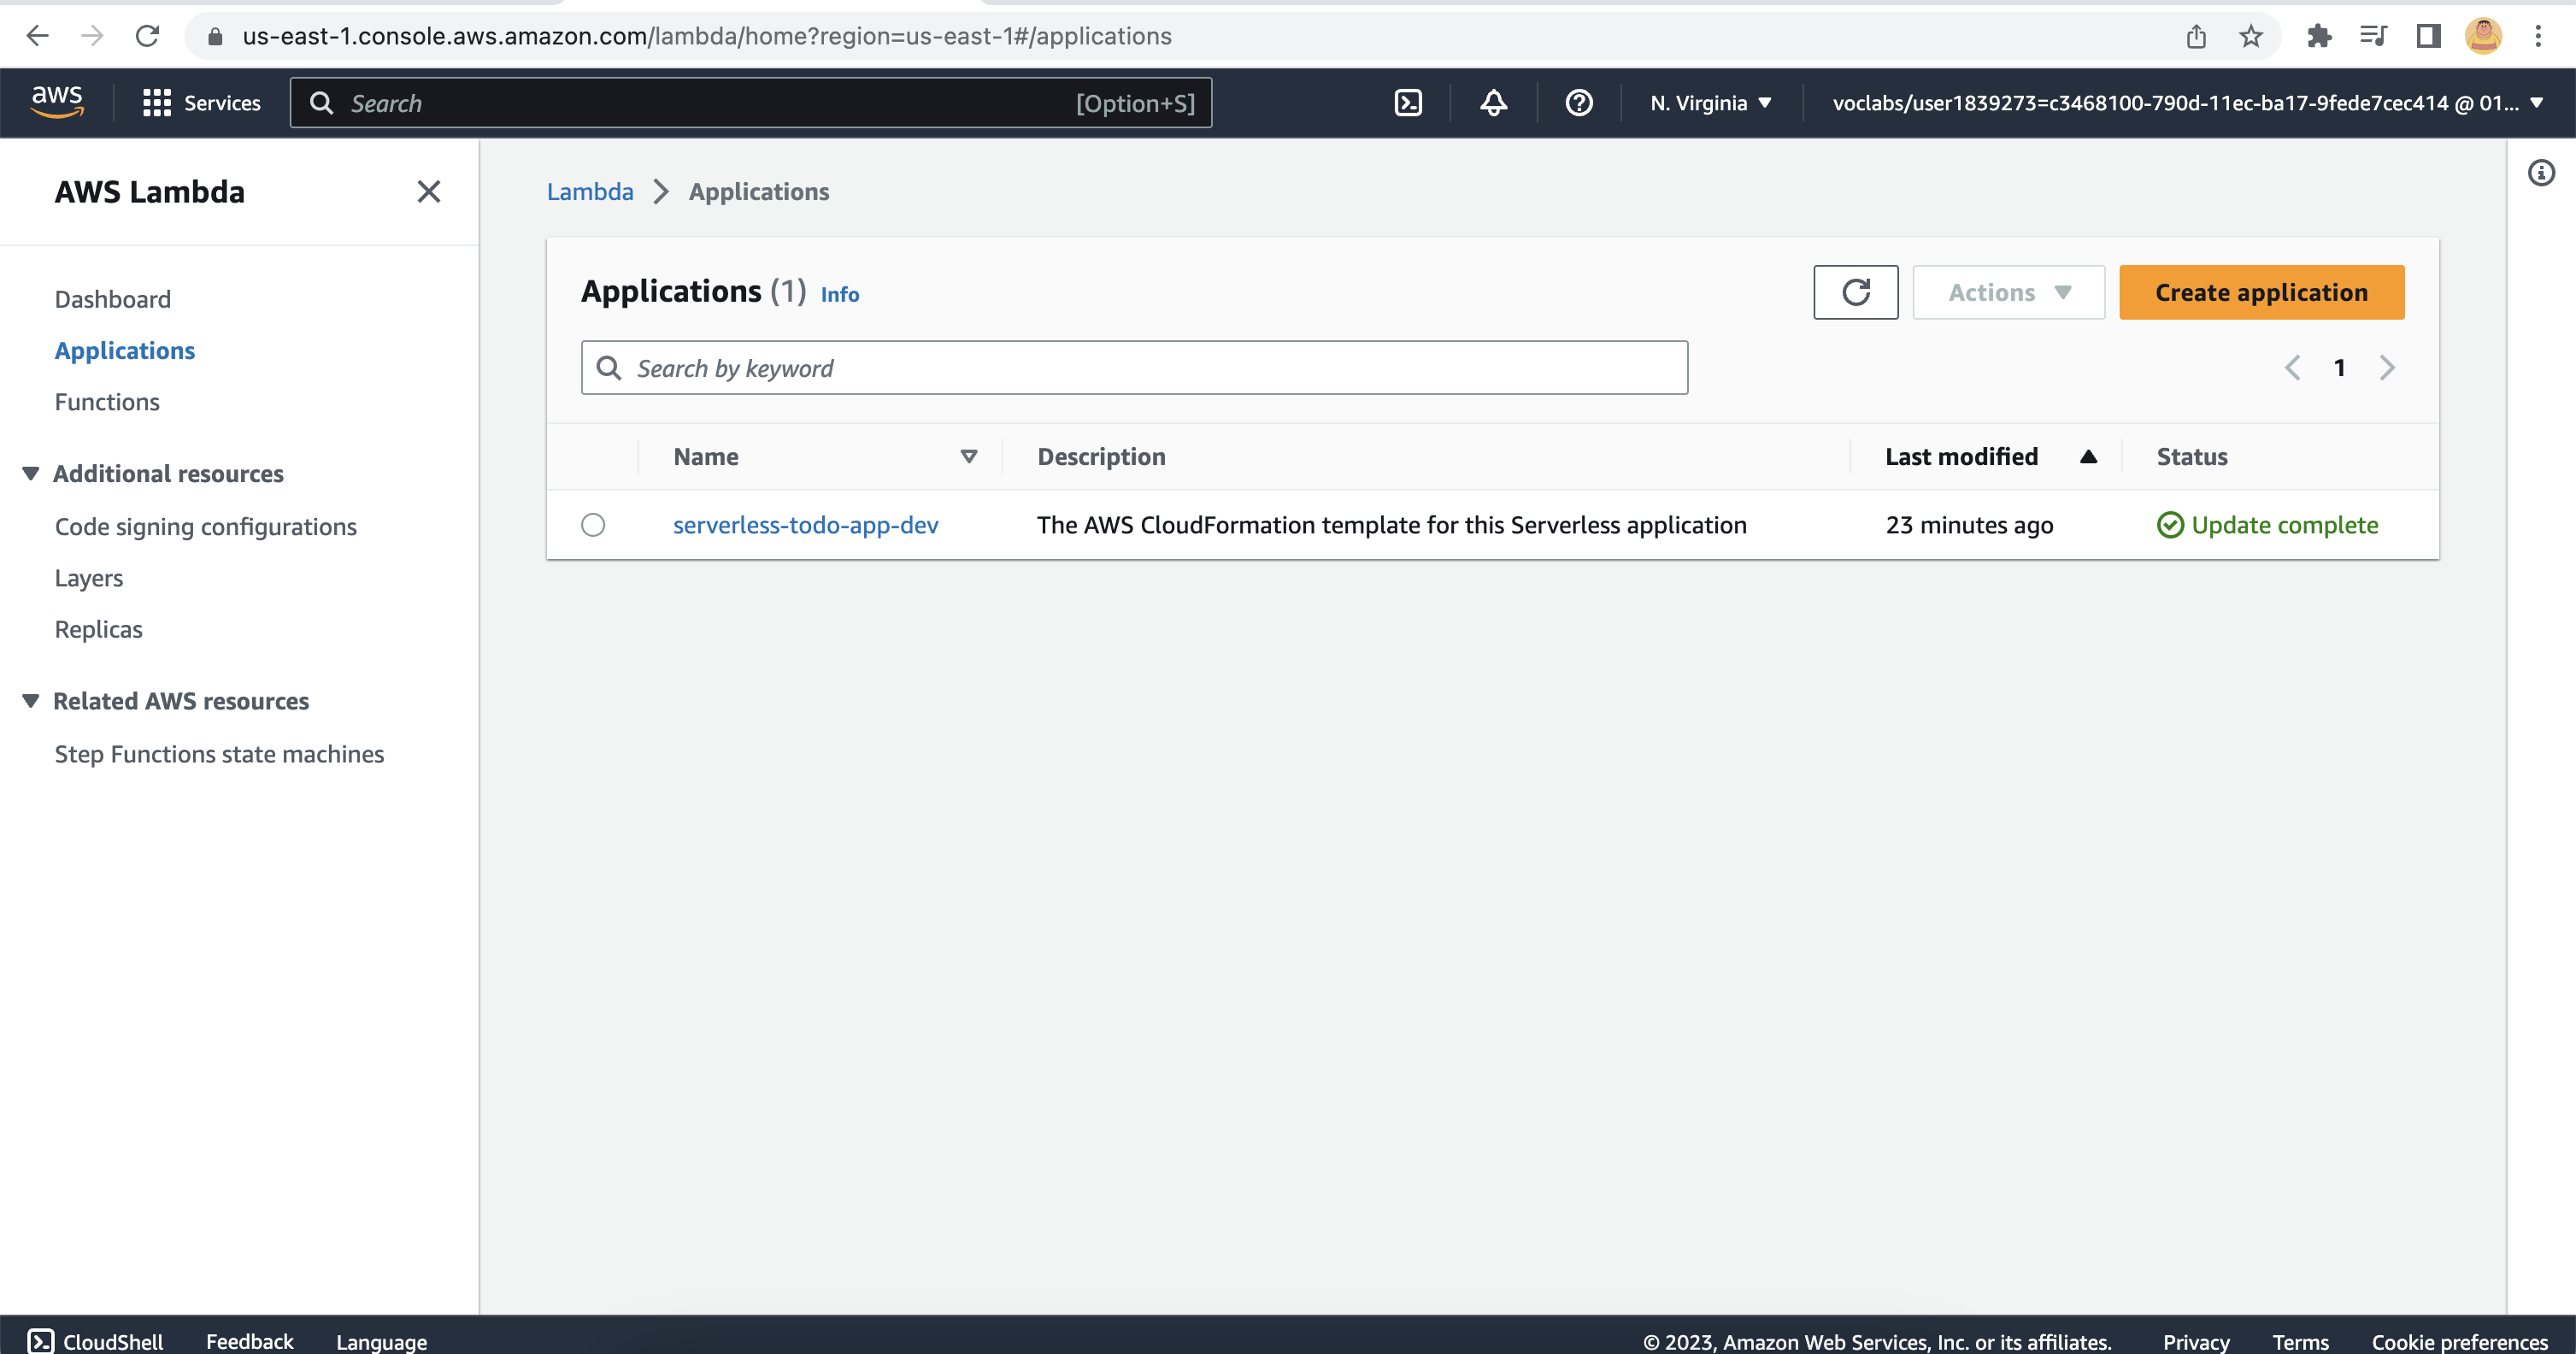 us-east-1.console.aws.amazon.com/lambda/home?region=us-east-1#/applications
aws Services Search [Option+S] N. Virginia voclabs/user1839273=c3468100-790d-11ec-ba17-9fede7cec414 @ 01...
AWS Lambda
Dashboard
Applications
Functions
Additional resources
Code signing configurations
Layers
Replicas
Related AWS resources
Step Functions state machines
Lambda Applications
Applications (1) Info
Actions Create application
Search by keyword
1
Name Description Last modified Status
serverless-todo-app-dev The AWS CloudFormation template for this Serverless application 23 minutes ago Update complete
CloudShell Feedback Language © 2023, Amazon Web Services, Inc. or its affiliates. Privacy Terms Cookie preferences